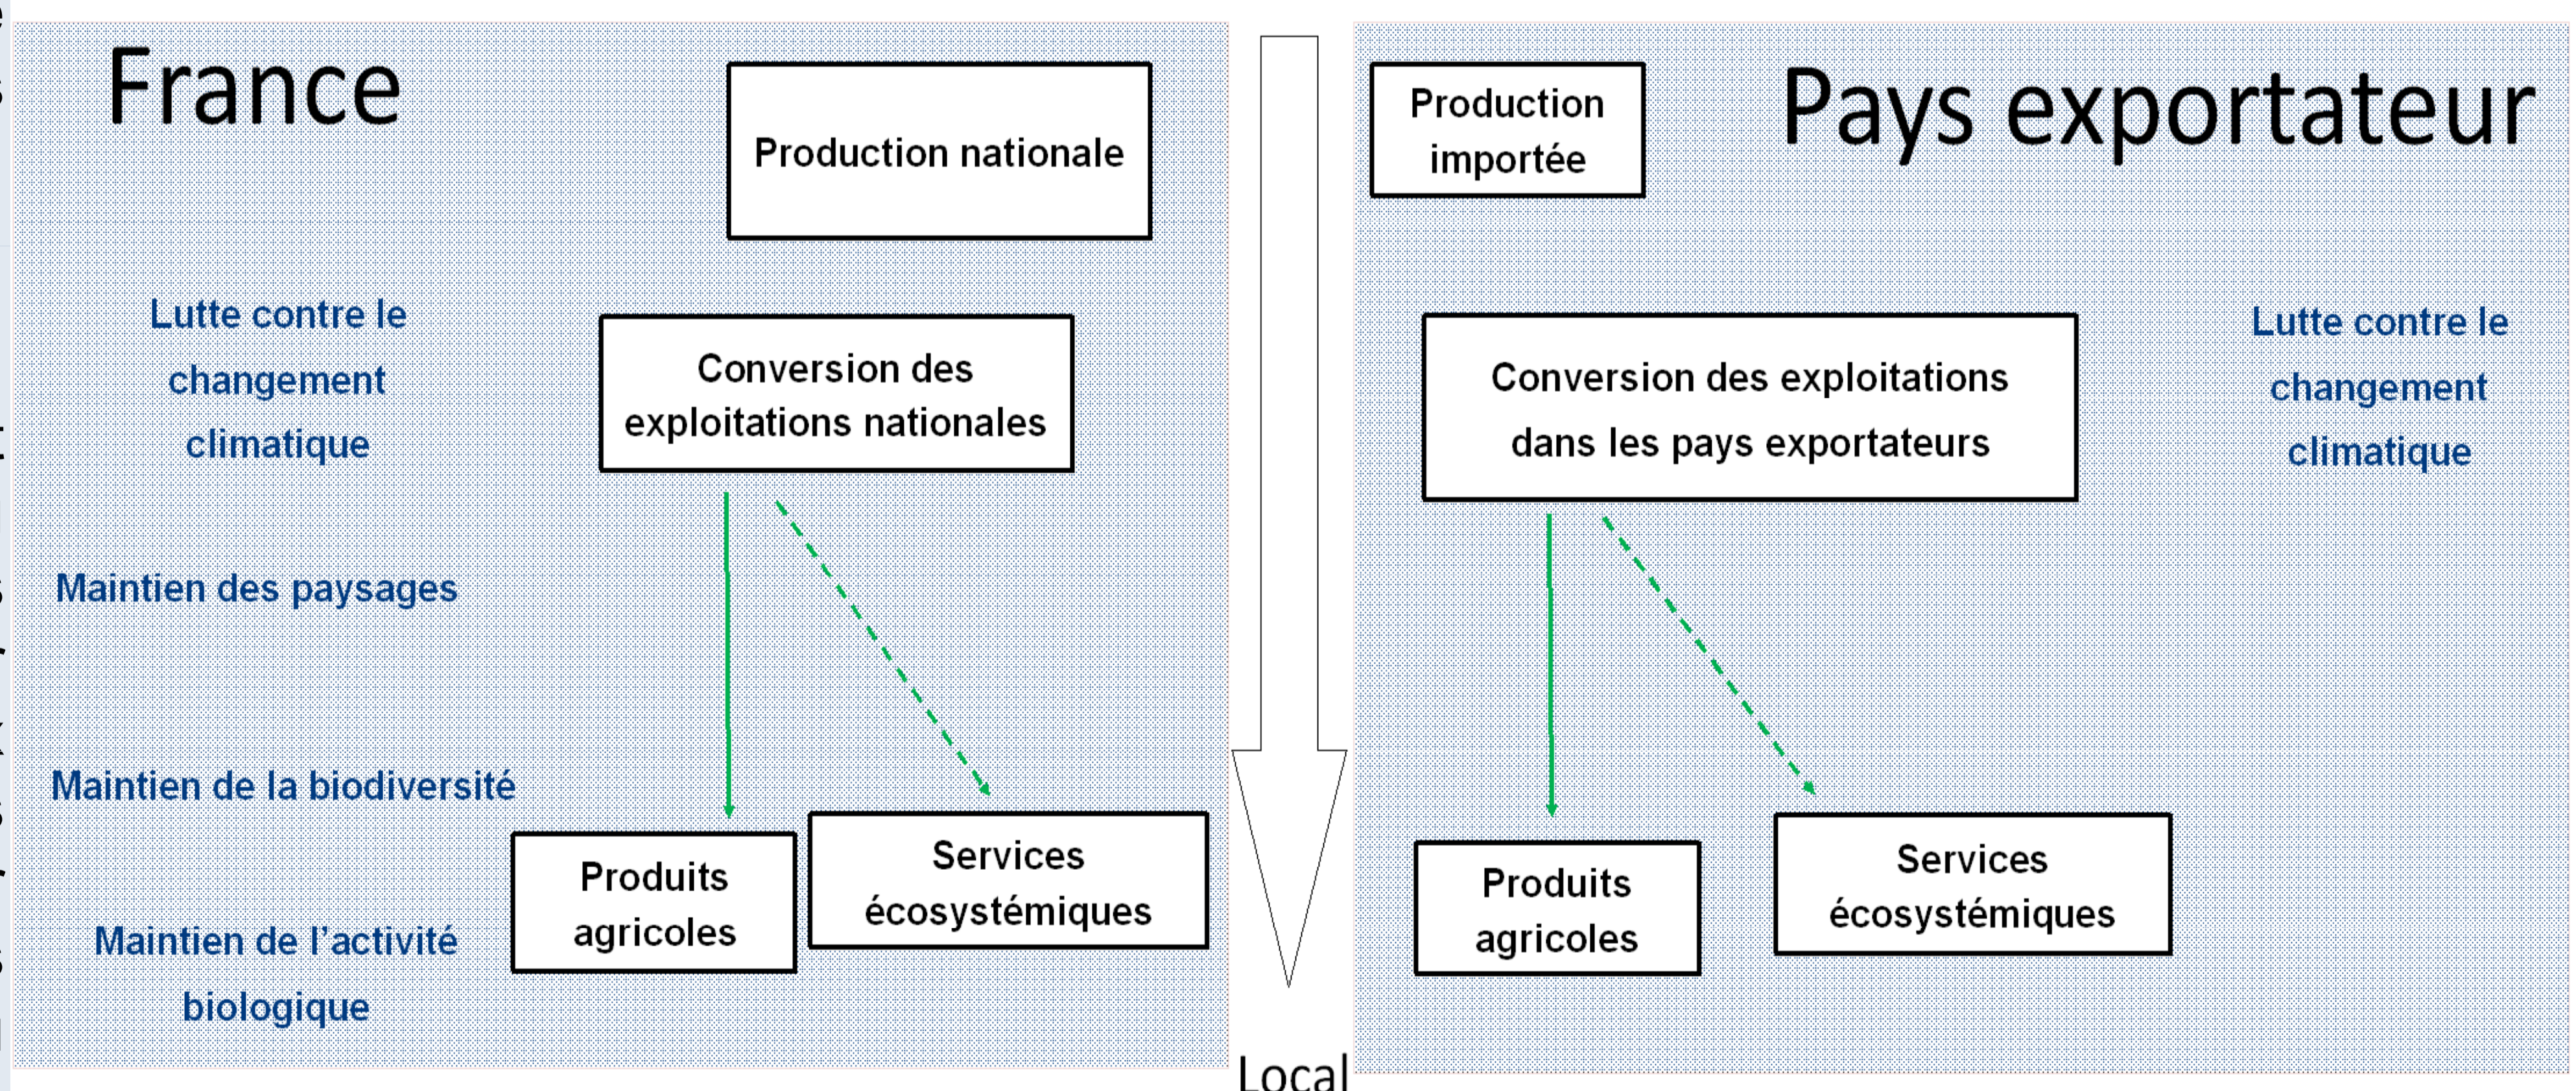 France
Production nationale
Lutte contre le
changement
climatique
Conversion des
exploitations nationales
Maintien des paysages
Maintien de la biodiversité
Produits
agricoles
Services
écosystémiques
Maintien de l'activité
biologique
Local
Production
importée
Pays exportateur
Conversion des exploitations
dans les pays exportateurs
Lutte contre le
changement
climatique
Produits
agricoles
Services
écosystémiques